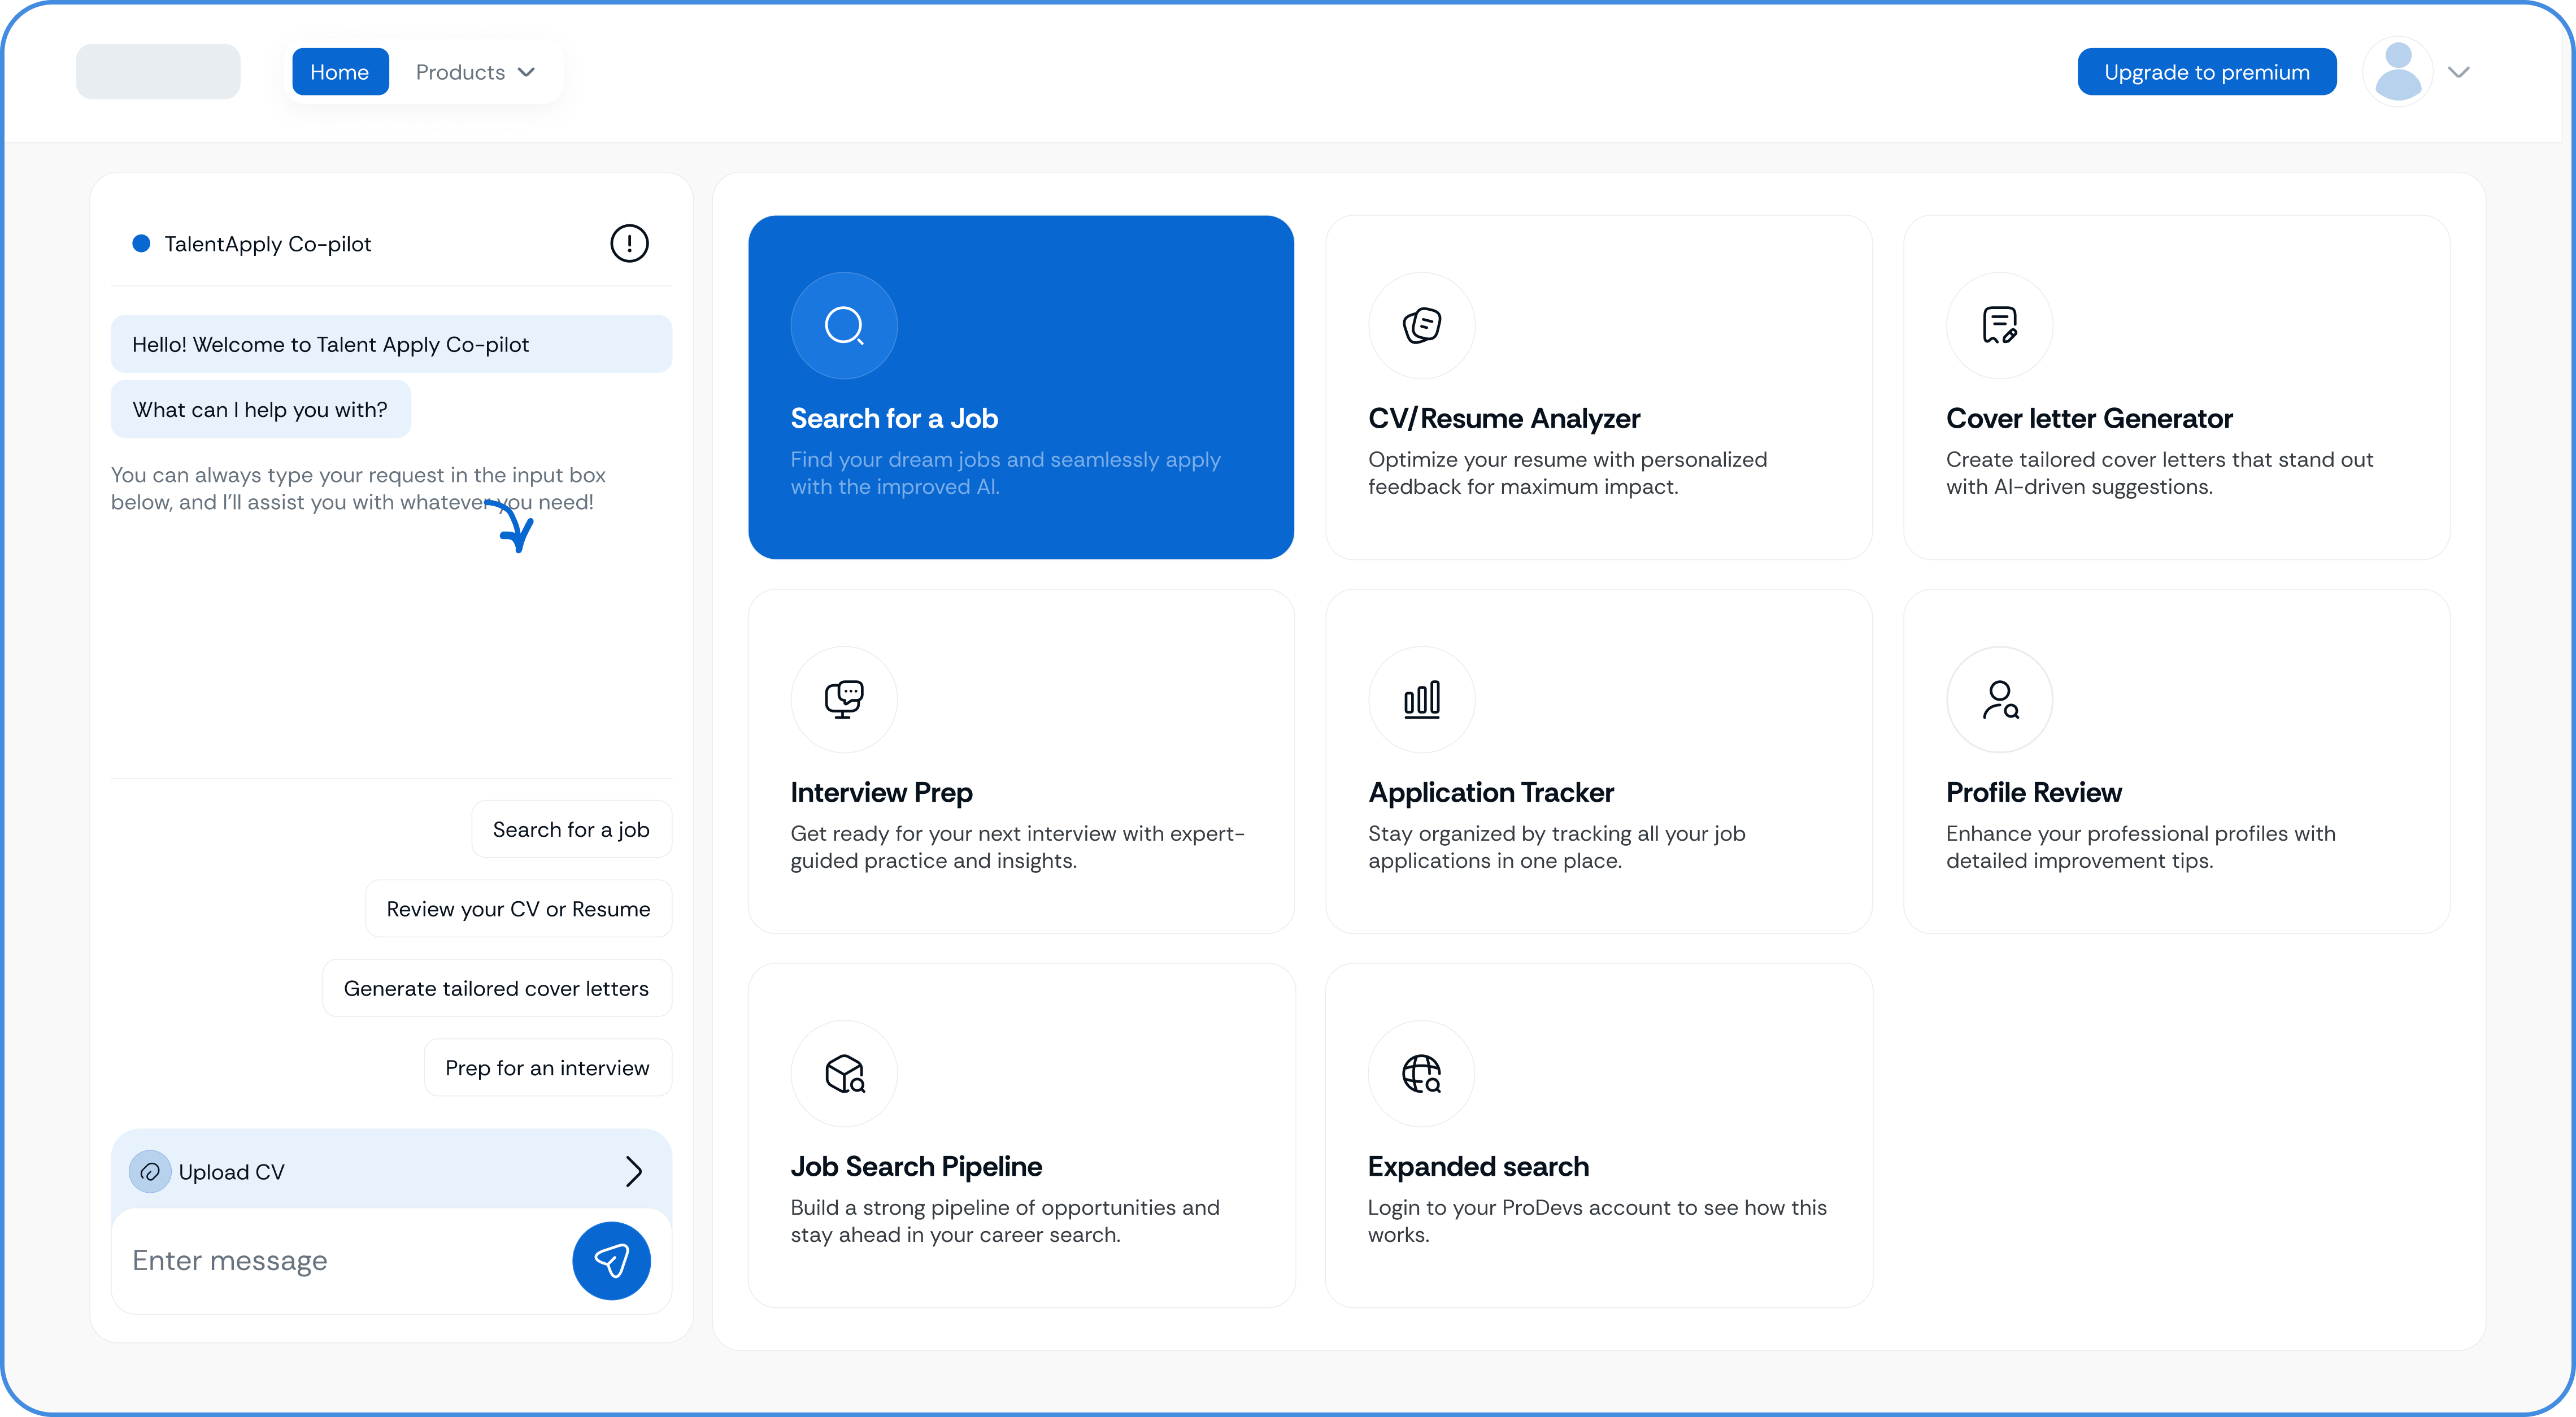 Home
Products
Upgrade to premium
TalentApply Co-pilot
Hello! Welcome to Talent Apply Co-pilot
What can I help you with?
You can always type your request in the input box
below, and I'll assist you with whatever you need!
Search for a job
Review your CV or Resume
Generate tailored cover letters
Prep for an interview
Upload CV
Enter message
Search for a Job
Find your dream jobs and seamlessly apply
with the improved AI.
CV/Resume Analyzer
Optimize your resume with personalized
feedback for maximum impact.
Cover letter Generator
Create tailored cover letters that stand out
with AI-driven suggestions.
Interview Prep
Get ready for your next interview with expert-
guided practice and insights.
Application Tracker
Stay organized by tracking all your job
applications in one place.
Profile Review
Enhance your professional profiles with
detailed improvement tips.
Job Search Pipeline
Build a strong pipeline of opportunities and
stay ahead in your career search.
Expanded search
Login to your ProDevs account to see how this
works.